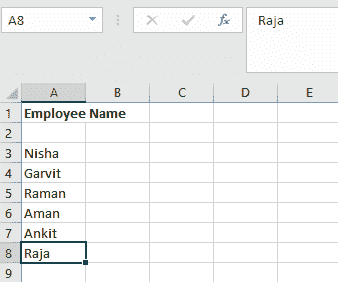 A8 fx Raja
A B C D E
1 Employee Name
2
3 Nisha
4 Garvit
5 Raman
6 Aman
7 Ankit
8 Raja
9